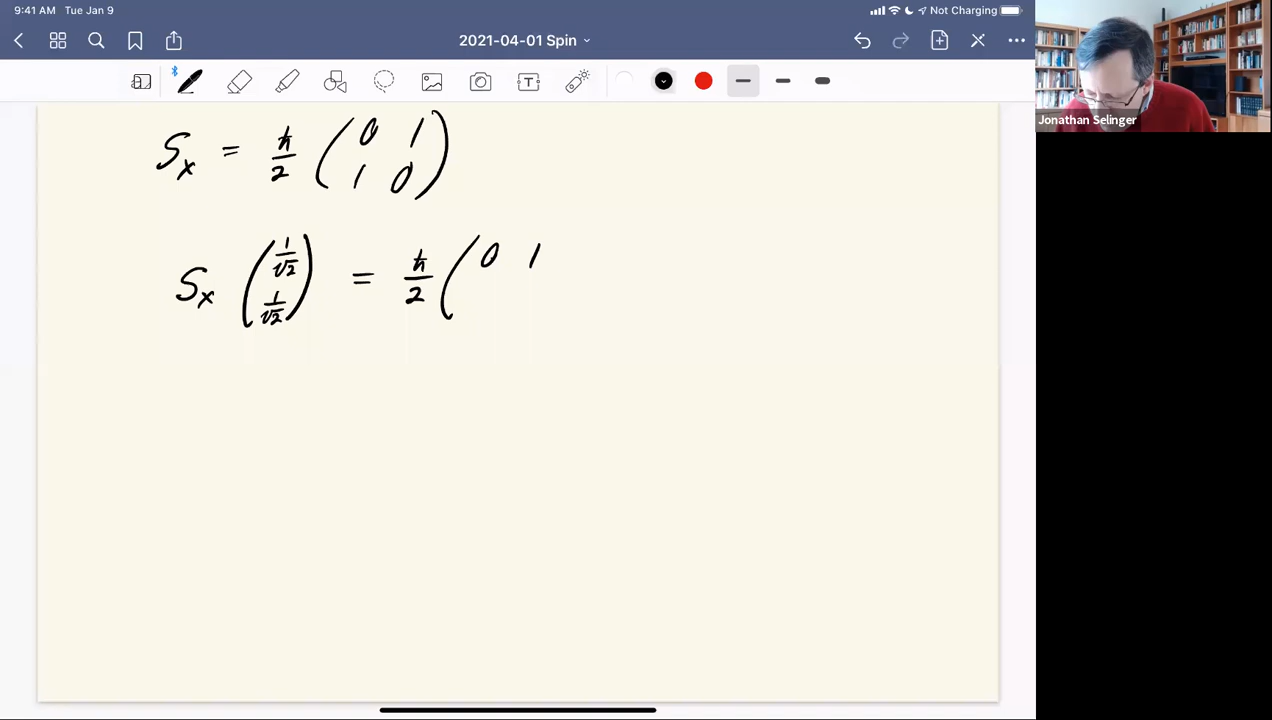 9:41 AM Tue Jan 9
Not Charging
2021-04-01 Spin
T
Jonathan Selinger
Sx = ℏ/2 ( 0 1
1 0 )
Sx ( 1/√2
1/√2 ) = ℏ/2 ( 0 1